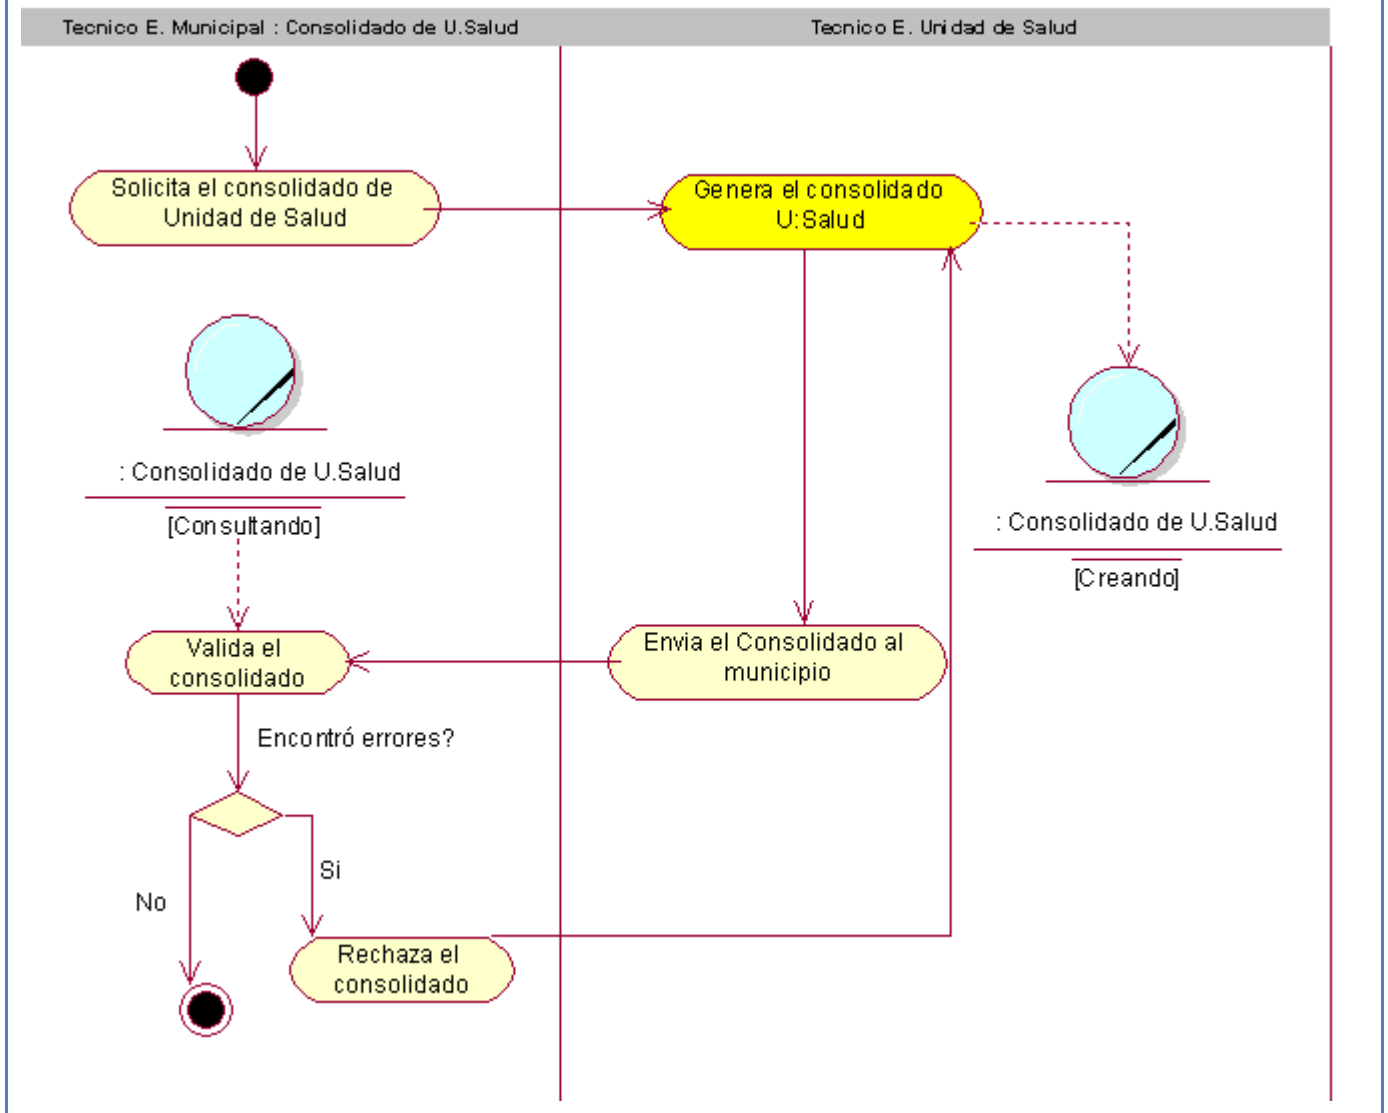 Tecnico E. Municipal : Consolidado de U.Salud
Tecnico E. Unidad de Salud
Solicita el consolidado de
Unidad de Salud
Genera el consolidado
U:Salud
: Consolidado de U.Salud
[Consultando]
: Consolidado de U.Salud
[Creando]
Valida el
consolidado
Envia el Consolidado al
municipio
Encontró errores?
Si
No
Rechaza el
consolidado